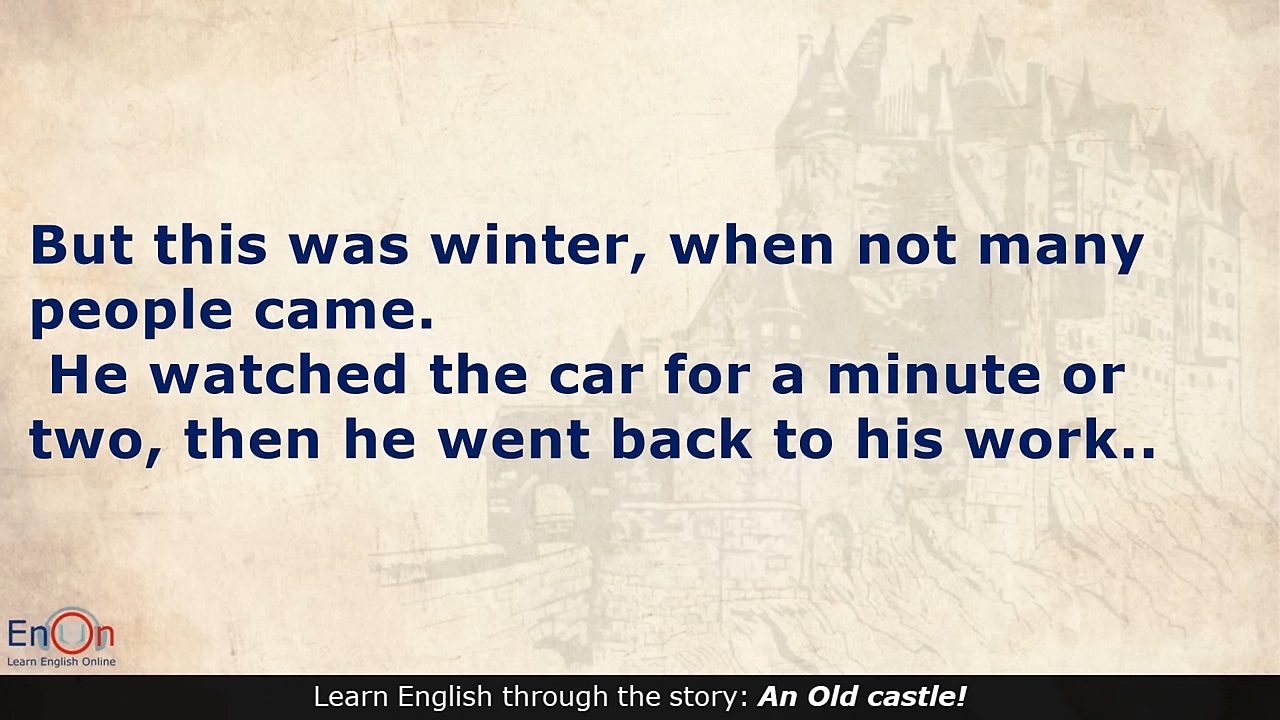 But this was winter, when not many
people came.
He watched the car for a minute or
two, then he went back to his work..
EnOn
Learn English Online
Learn English through the story: An Old castle!